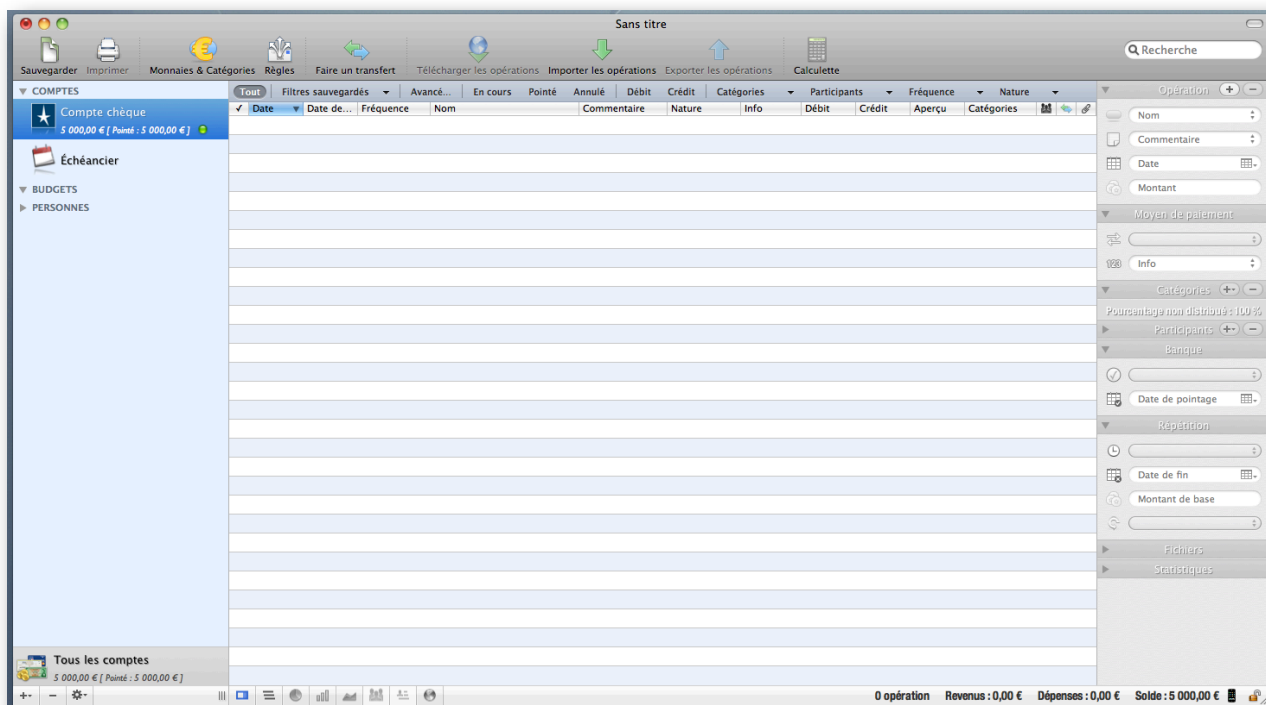 Sans titre
Sauvegarder Imprimer Monnaies & Catégories Règles Faire un transfert Télécharger les opérations Importer les opérations Exporter les opérations Calculette Recherche
COMPTES
Compte chèque
5 000,00 € [ Pointé : 5 000,00 € ]
Échéancier
BUDGETS
PERSONNES
Tout Filtres sauvegardés Avancé... En cours Pointé Annulé Débit Crédit Catégories Participants Fréquence Nature
✓ Date Date de... Fréquence Nom Commentaire Nature Info Débit Crédit Aperçu Catégories
Opération
Nom
Commentaire
Date
Montant
Moyen de paiement
123 Info
Catégories
Pourcentage non distribué : 100 %
Participants
Banque
Date de pointage
Répétition
Date de fin
Montant de base
Fichiers
Statistiques
Tous les comptes
5 000,00 € [ Pointé : 5 000,00 € ]
0 opération Revenus : 0,00 € Dépenses : 0,00 € Solde : 5 000,00 €